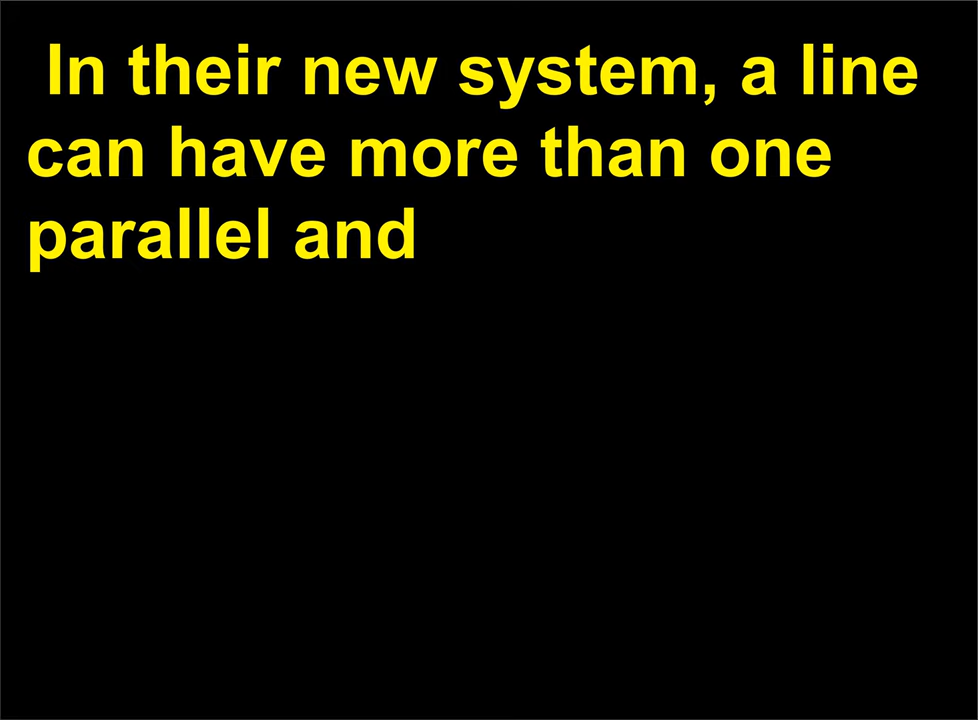 In their new system, a line
can have more than one
parallel and